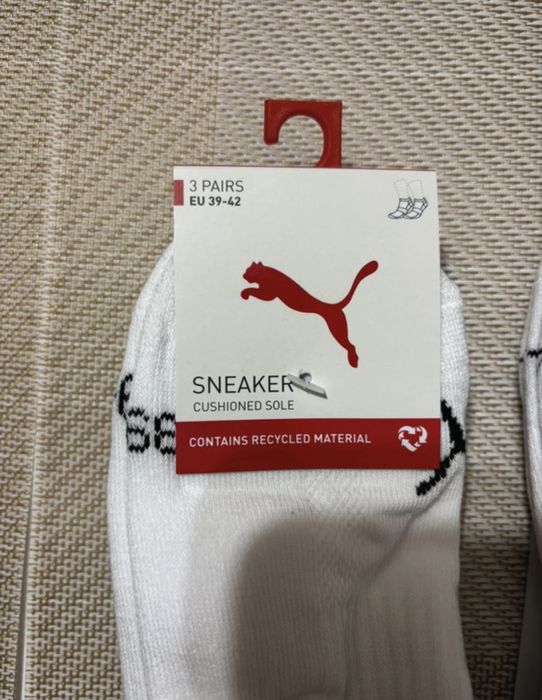 3 PAIRS
EU 39-42
SNEAKER
CUSHIONED SOLE
CONTAINS RECYCLED MATERIAL